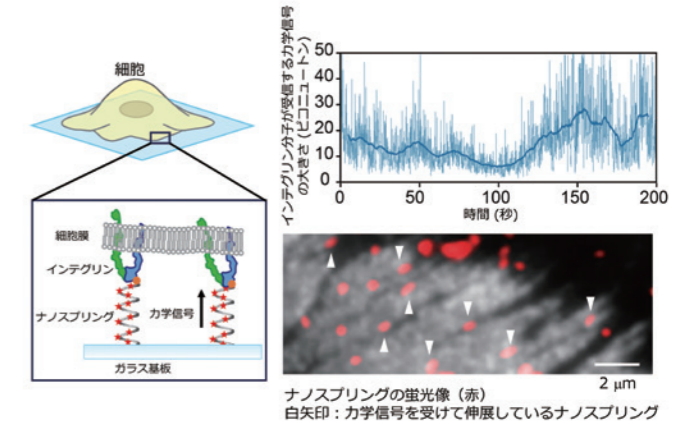 細胞
細胞膜
インテグリン
ナノスプリング
力学信号
ガラス基板
インテグリン分子が受信する力学信号
の大きさ (ピコニュートン)
50
40
30
20
10
0
0
50
100
150
200
時間 (秒)
2 μm
ナノスプリングの蛍光像（赤）
白矢印：力学信号を受けて伸展しているナノスプリング